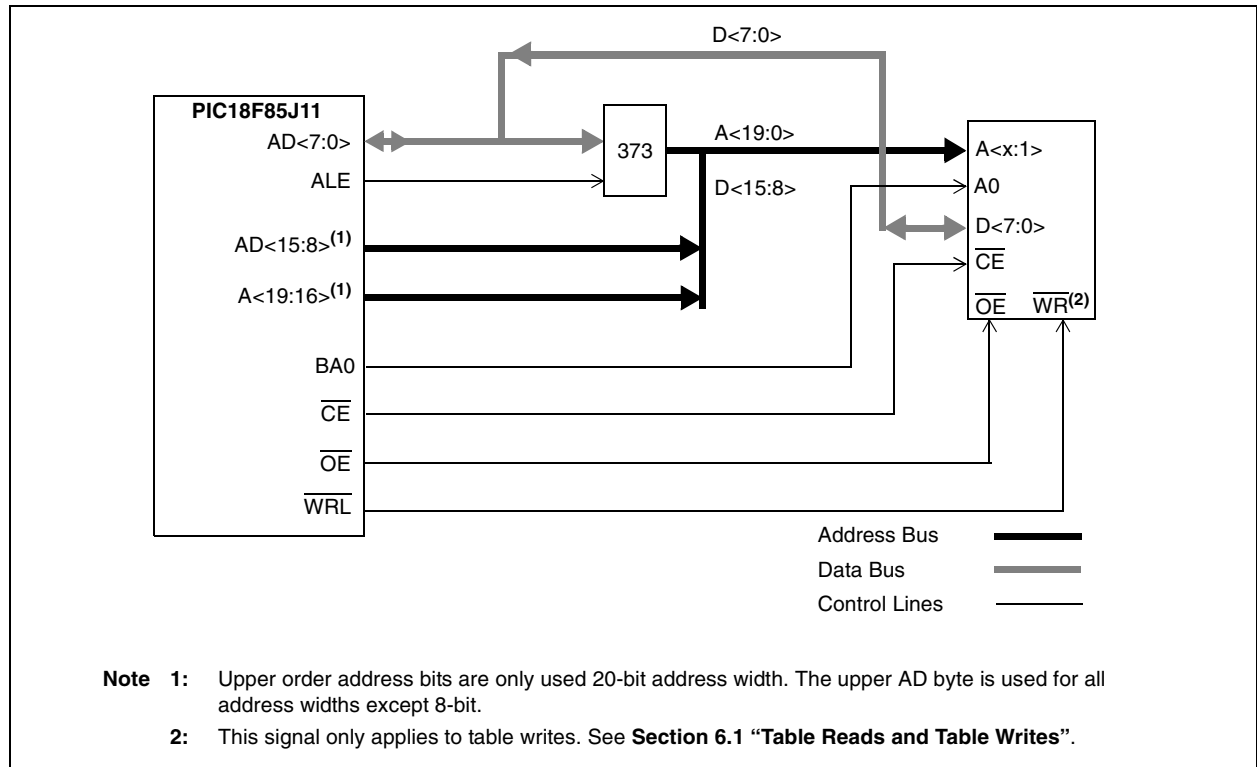 D<7:0>
PIC18F85J11
AD<7:0>
373
A<19:0>
A<x:1>
ALE
D<15:8>
A0
AD<15:8>(1)
D<7:0>
CE
A<19:16>(1)
OE
WR(2)
BA0
CE
OE
WRL
Address Bus
Data Bus
Control Lines
Note 1: Upper order address bits are only used 20-bit address width. The upper AD byte is used for all
address widths except 8-bit.
2: This signal only applies to table writes. See Section 6.1 “Table Reads and Table Writes”.